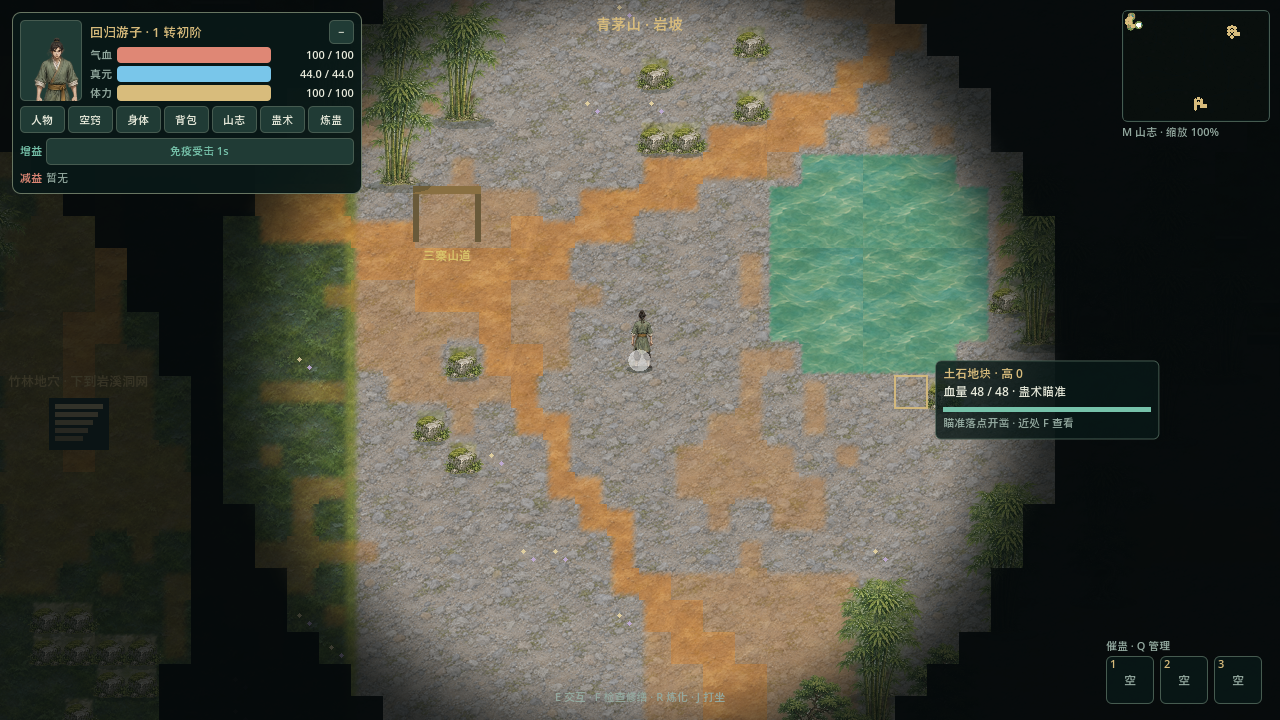 回归游子 · 1 转初阶
−
气血 100 / 100
真元 44.0 / 44.0
体力 100 / 100
人物 空窍 身体 背包 山志 蛊术 炼蛊
增益 免疫受击 1s
减益 暂无
青茅山 · 岩坡
M 山志 · 缩放 100%
三寨山道
竹林地穴 · 下到岩溪洞网
土石地块 · 高 0
血量 48 / 48 · 蛊术瞄准
瞄准落点开凿 · 近处 F 查看
催蛊 · Q 管理
1 空
2 空
3 空
E 交互 · F 检查修缮 · R 炼化 · J 打坐